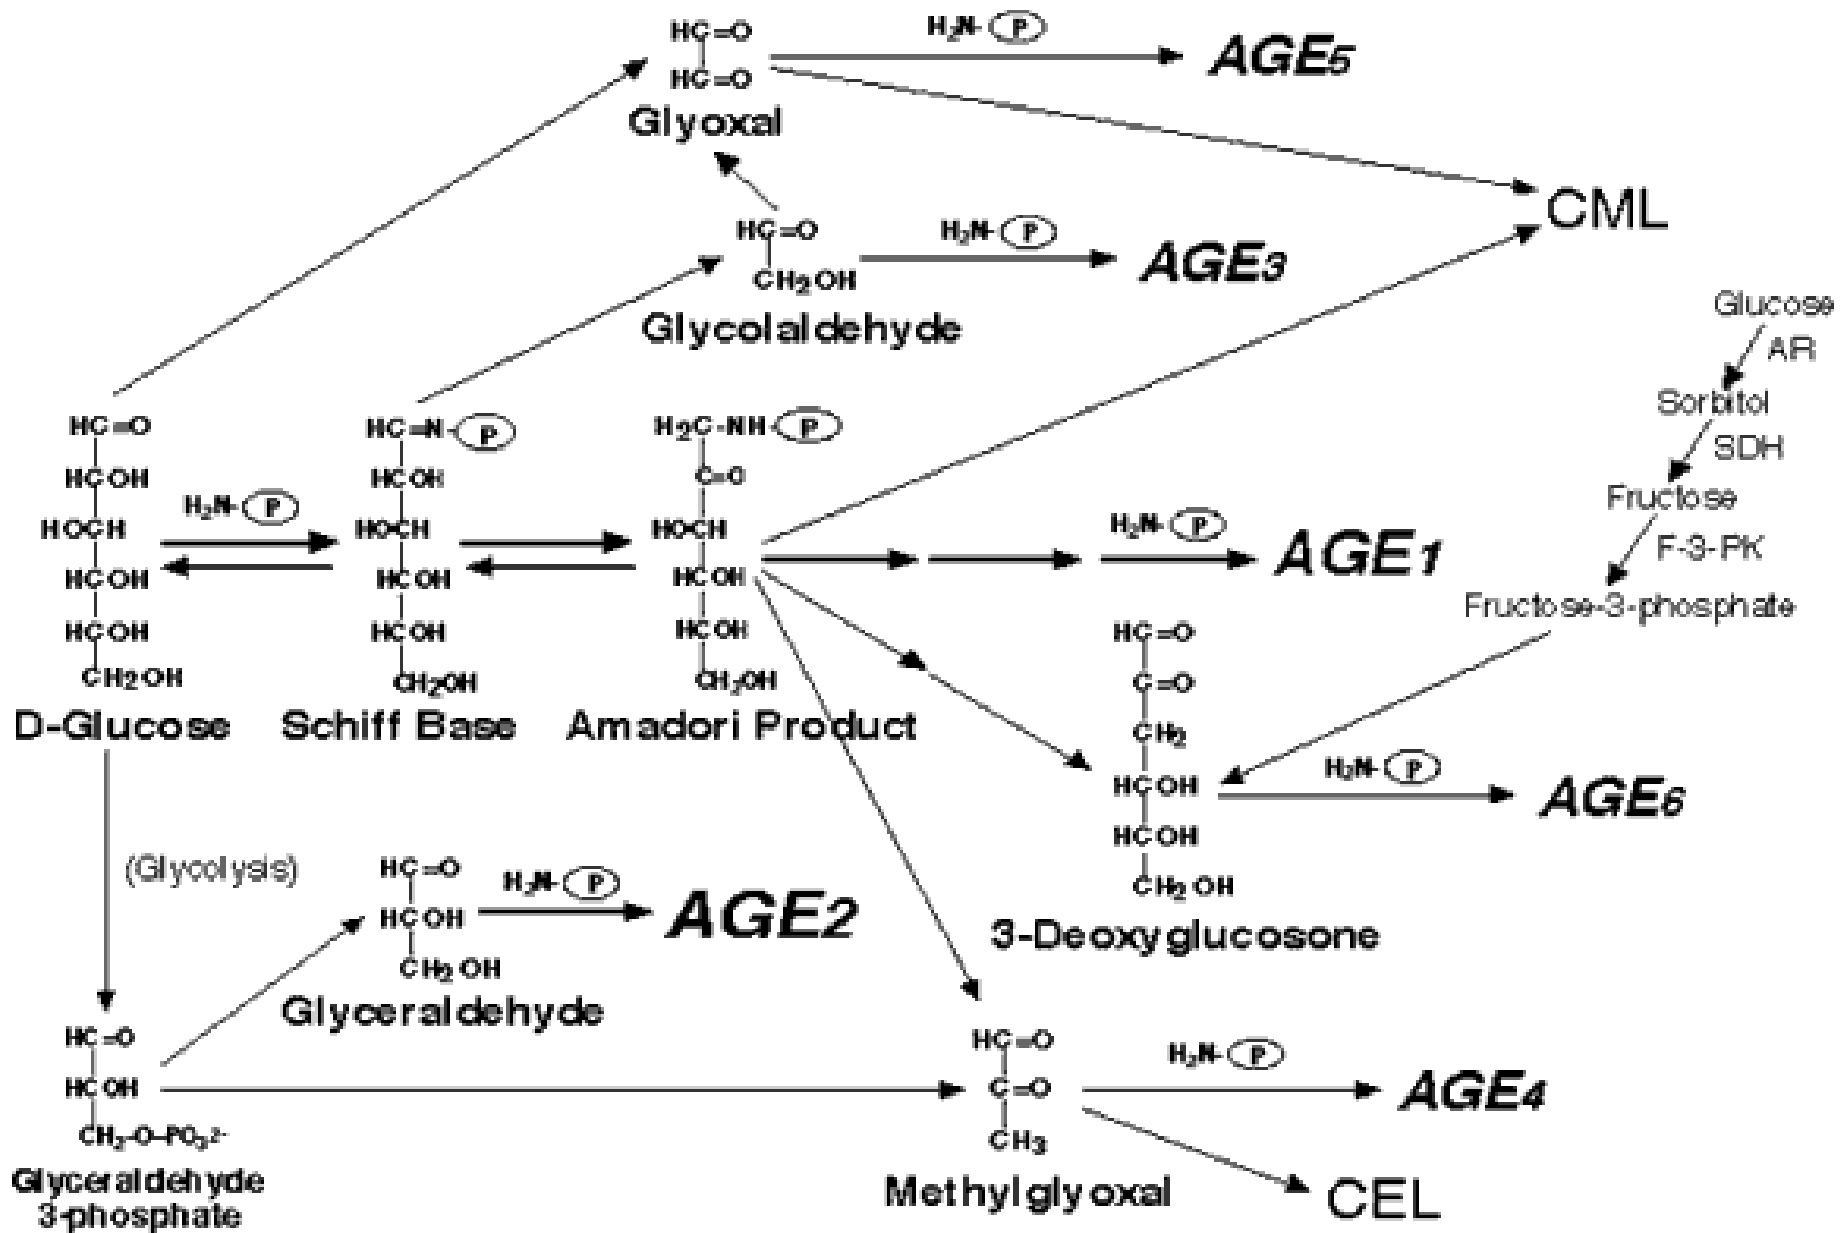 HC=O
HC=O
Glyoxal
H2N-P
AGE5
HC=O
CH2OH
Glycolaldehyde
H2N-P
AGE3
CML
Glucose
AR
Sorbitol
SDH
Fructose
F-3-PK
Fructose-3-phosphate
HC=O
HCOH
HOCH
HCOH
HCOH
CH2OH
D-Glucose
H2N-P
HC=N-P
HCOH
HOCH
HCOH
HCOH
CH2OH
Schiff Base
H2C-NH-P
C=O
HOCH
HCOH
HCOH
CH2OH
Amadori Product
H2N-P
AGE1
HC=O
C=O
CH2
HCOH
HCOH
CH2OH
3-Deoxyglucosone
H2N-P
AGE6
(Glycolysis)
HC=O
HCOH
CH2OH
Glyceraldehyde
H2N-P
AGE2
HC=O
HCOH
CH2-O-PO32-
Glyceraldehyde
3-phosphate
HC=O
C=O
CH3
Methylglyoxal
H2N-P
AGE4
CEL